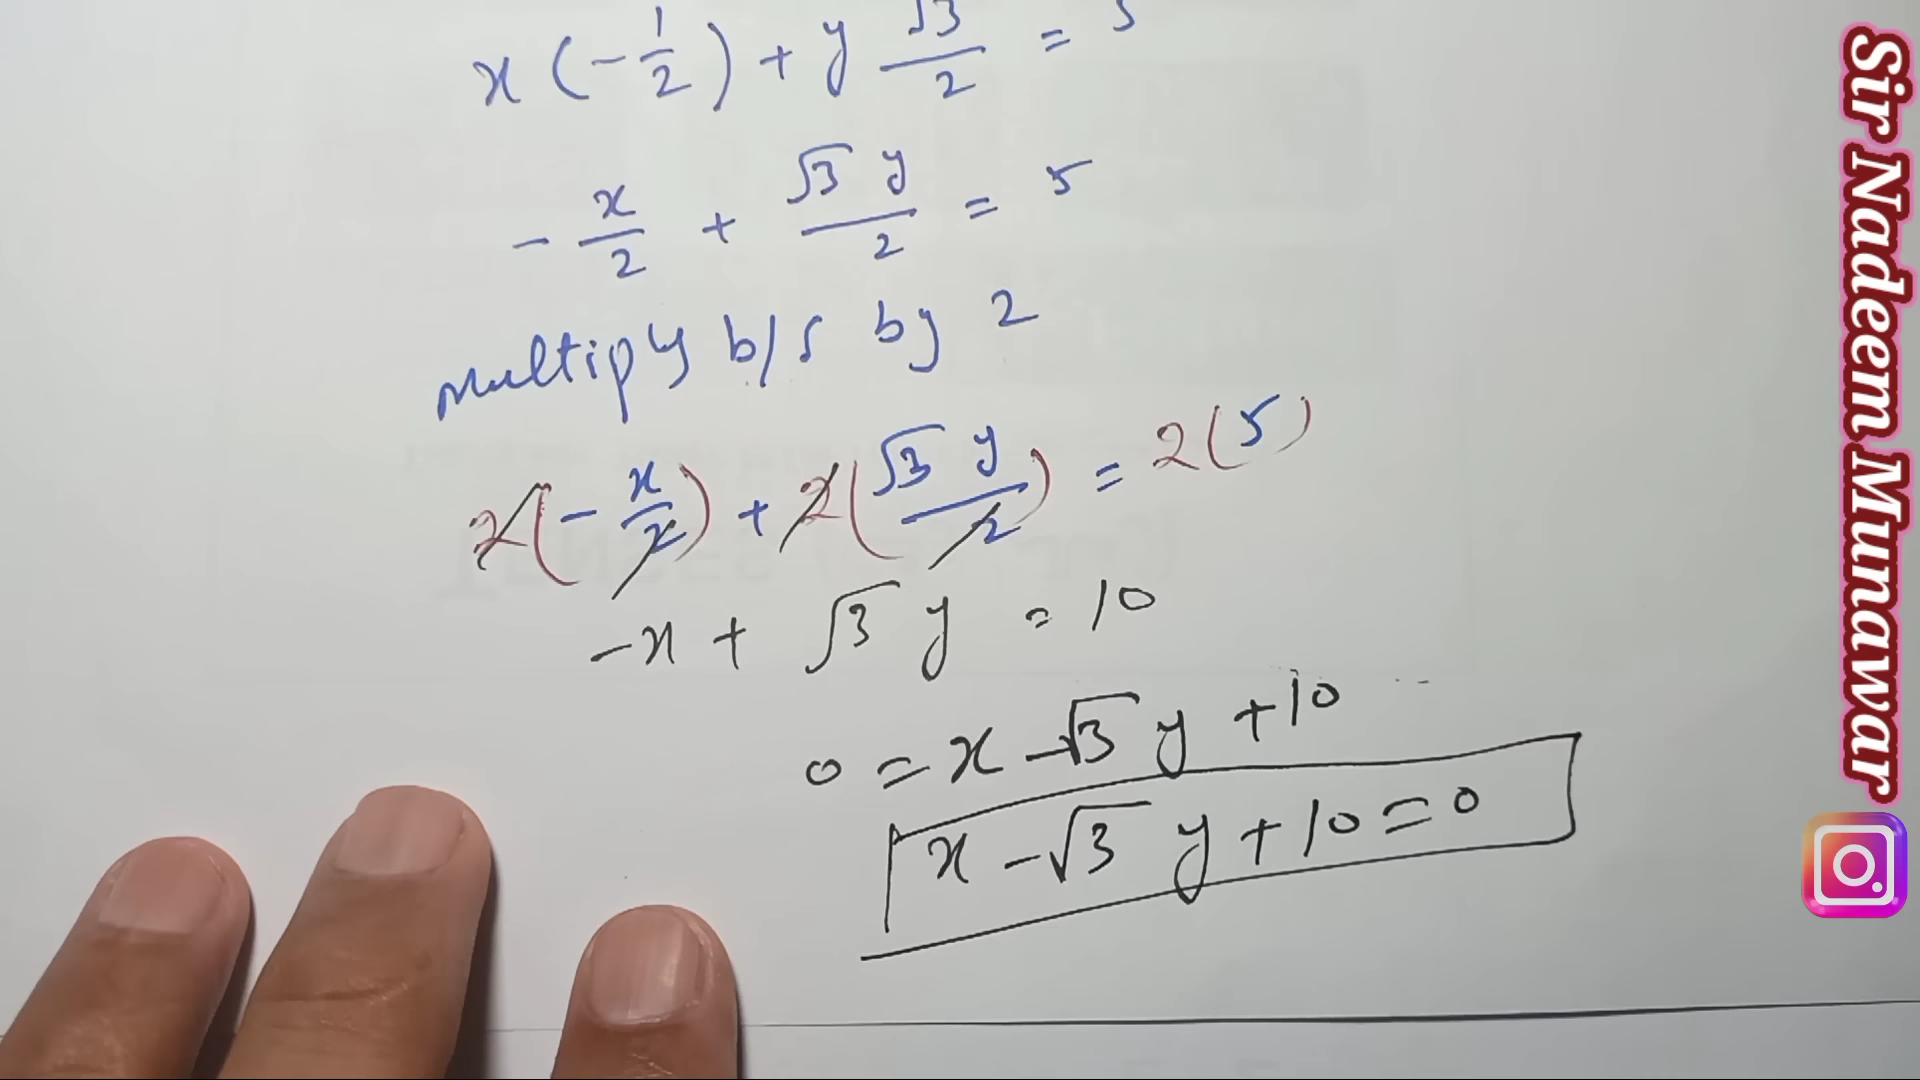 x(-1/2) + y √3/2 = 5
-x/2 + √3 y/2 = 5
Multiply b/s by 2
2(-x/2) + 2(√3 y/2) = 2(5)
-x + √3 y = 10
0 = x - √3 y + 10
x - √3 y + 10 = 0
Sir Nadeem Munawar